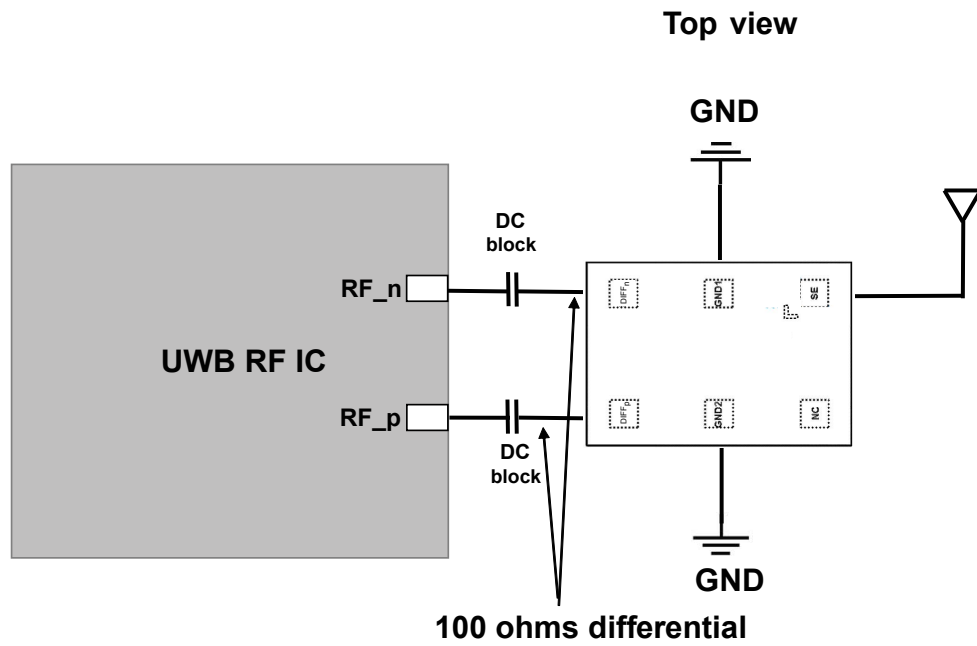 Top view
GND
DC
block
RF_n
DIFFn
GND1
SE
UWB RF IC
RF_p
DIFFp
GND2
NC
DC
block
GND
100 ohms differential